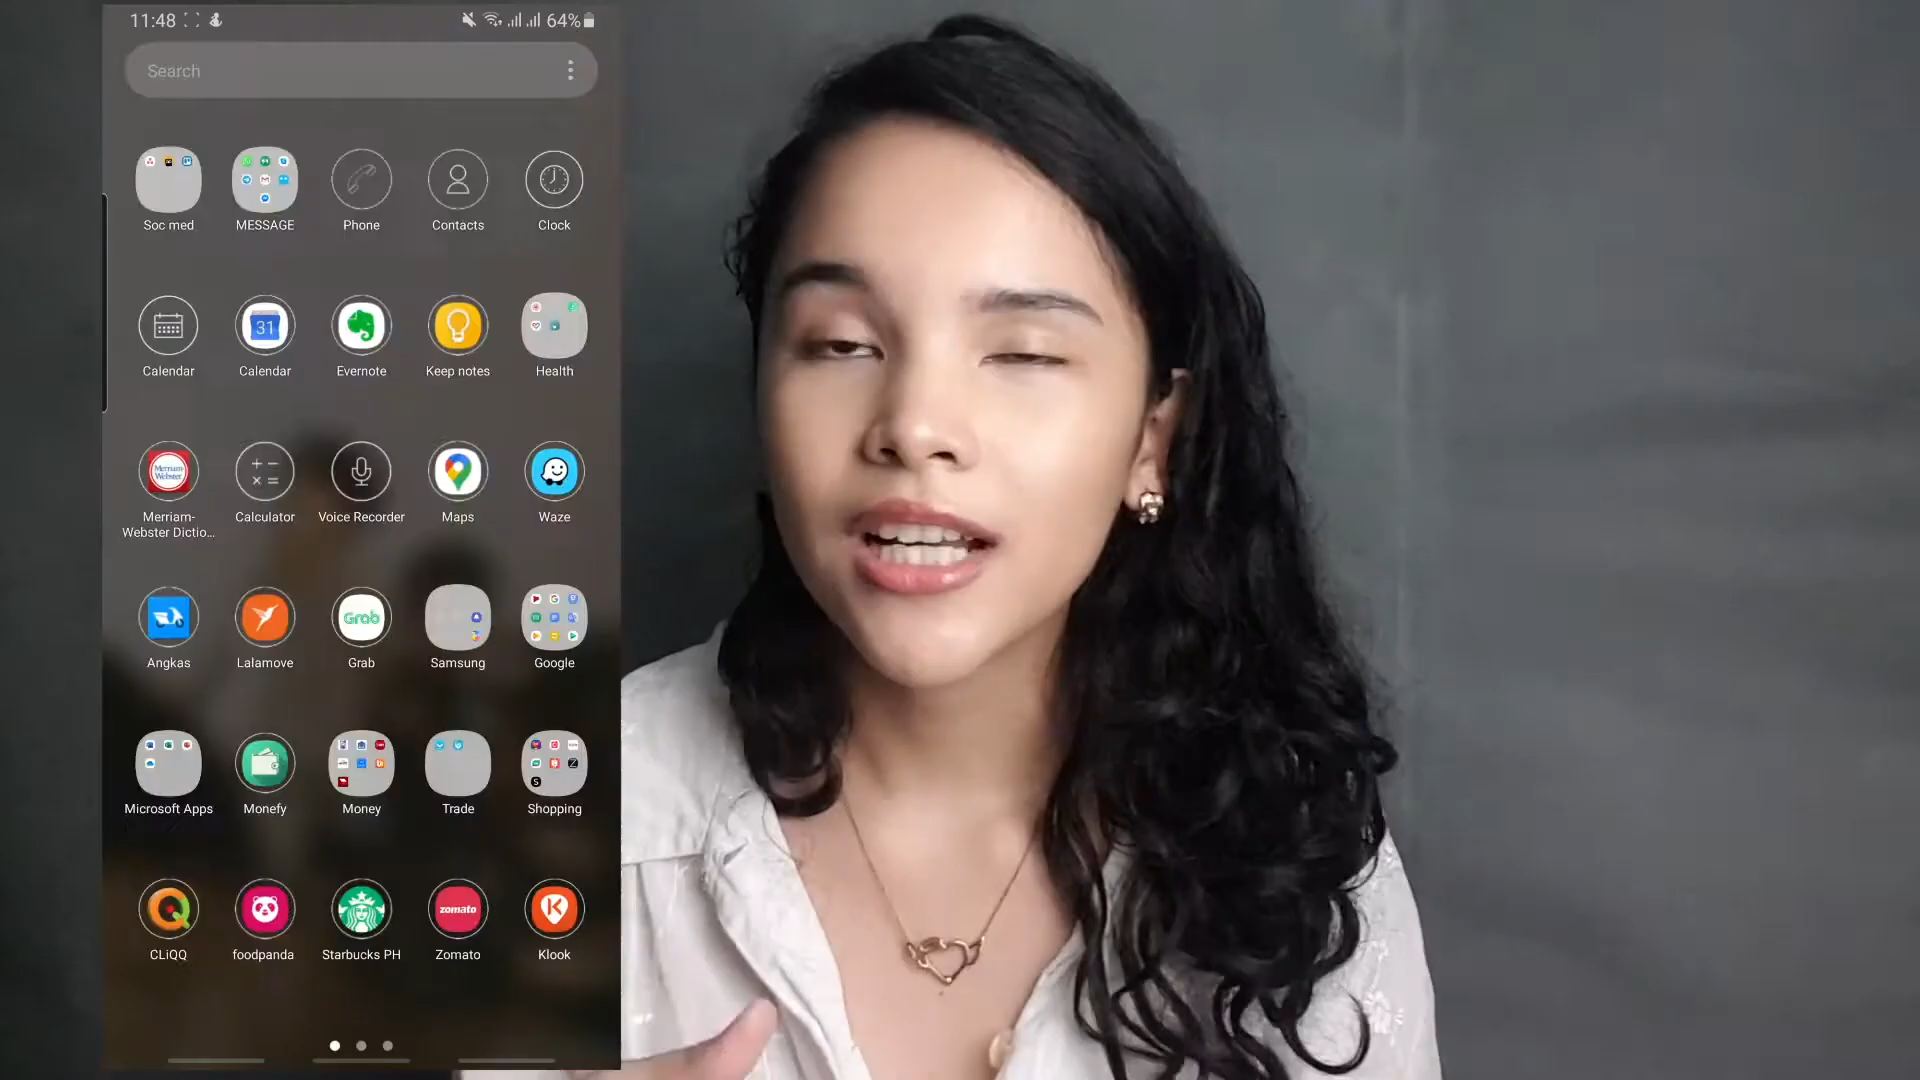 11:48
64%
Search
Soc med
MESSAGE
Phone
Contacts
Clock
31
Calendar
Calendar
Evernote
Keep notes
Health
Merriam-
Webster
Merriam-
Webster Dictio...
Calculator
Voice Recorder
Maps
Waze
Grab
Angkas
Lalamove
Grab
Samsung
Google
Microsoft Apps
Monefy
Money
Trade
Shopping
zomato
CLiQQ
foodpanda
Starbucks PH
Zomato
Klook